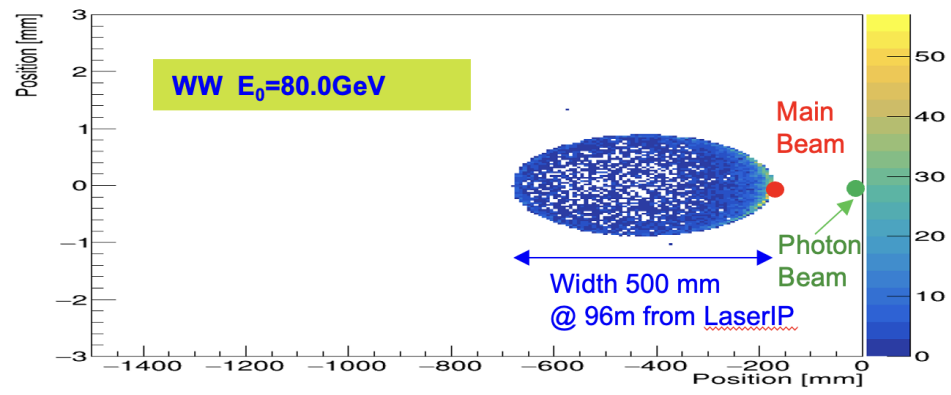 Position [mm]
3
2
1
0
−1
−2
−3
WW E₀=80.0GeV
Main
Beam
Photon
Beam
Width 500 mm
@ 96m from LaserIP
50
40
30
20
10
0
−1400 −1200 −1000 −800 −600 −400 −200 0
Position [mm]